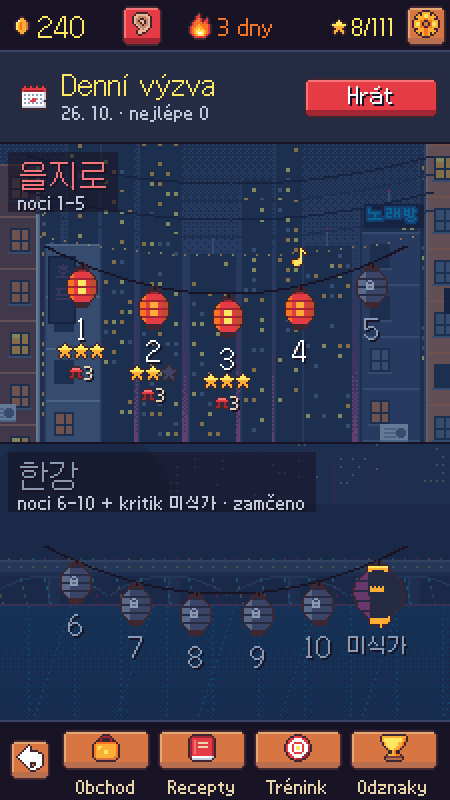 240
3 dny
8/111
Denní výzva
26. 10. · nejlépe 0
Hrát
을지로
noci 1-5
노래방
1
3
2
3
3
3
4
5
한강
noci 6-10 + kritik 미식가 · zamčeno
6
7
8
9
10
미식가
Obchod
Recepty
Trénink
Odznaky